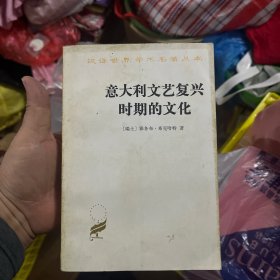 汉译世界学术名著丛书
意大利文艺复兴
时期的文化
〔瑞士〕雅各布·布克哈特 著